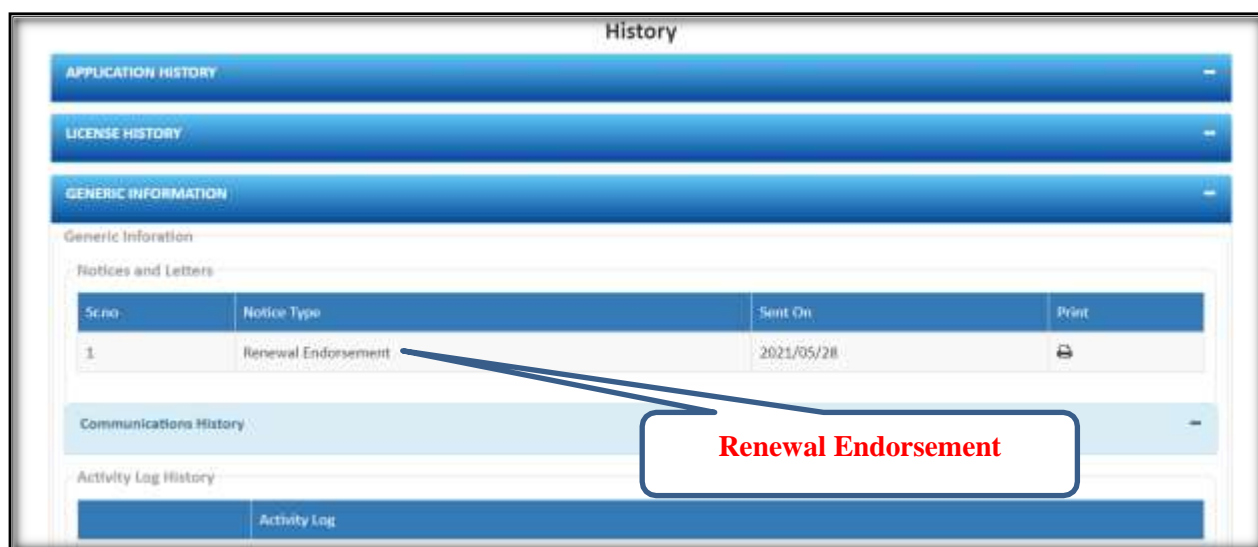 History
APPLICATION HISTORY
LICENSE HISTORY
GENERIC INFORMATION
Generic Inforation
Notices and Letters
Sr.no Notice Type Sent On Print
1 Renewal Endorsement 2021/05/28
Renewal Endorsement
Communications History
Activity Log History
Activity Log